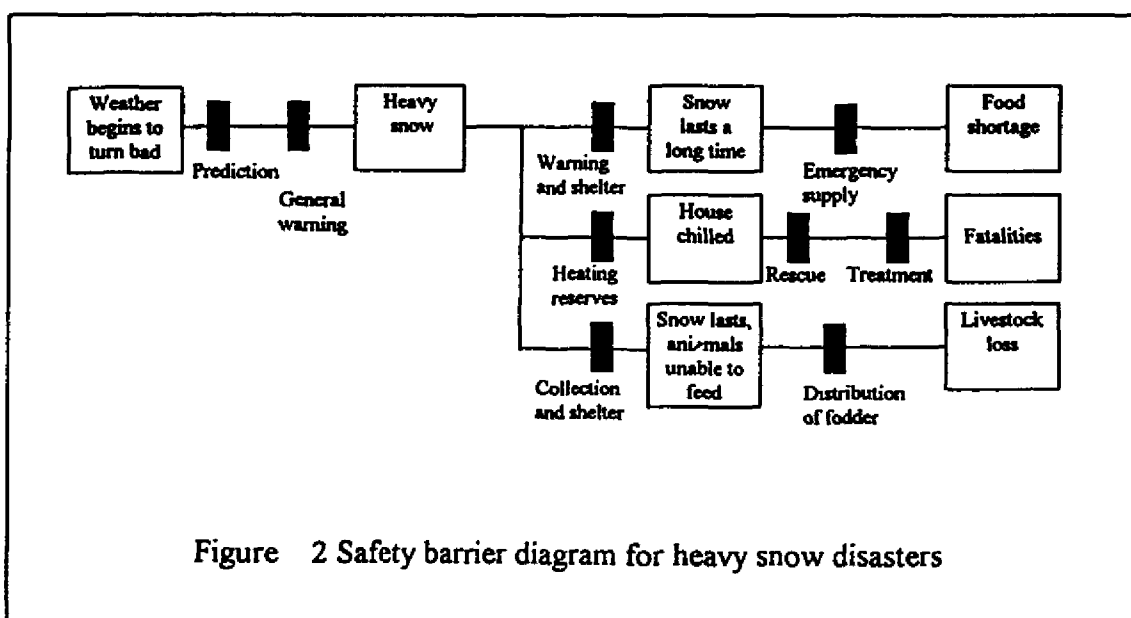 Weather
begins to
turn bad
Prediction
General
warning
Heavy
snow
Warning
and shelter
Snow
lasts a
long time
Emergency
supply
Food
shortage
Heating
reserves
House
chilled
Rescue
Treatment
Fatalities
Collection
and shelter
Snow lasts,
animals
unable to
feed
Distribution
of fodder
Livestock
loss
Figure 2 Safety barrier diagram for heavy snow disasters